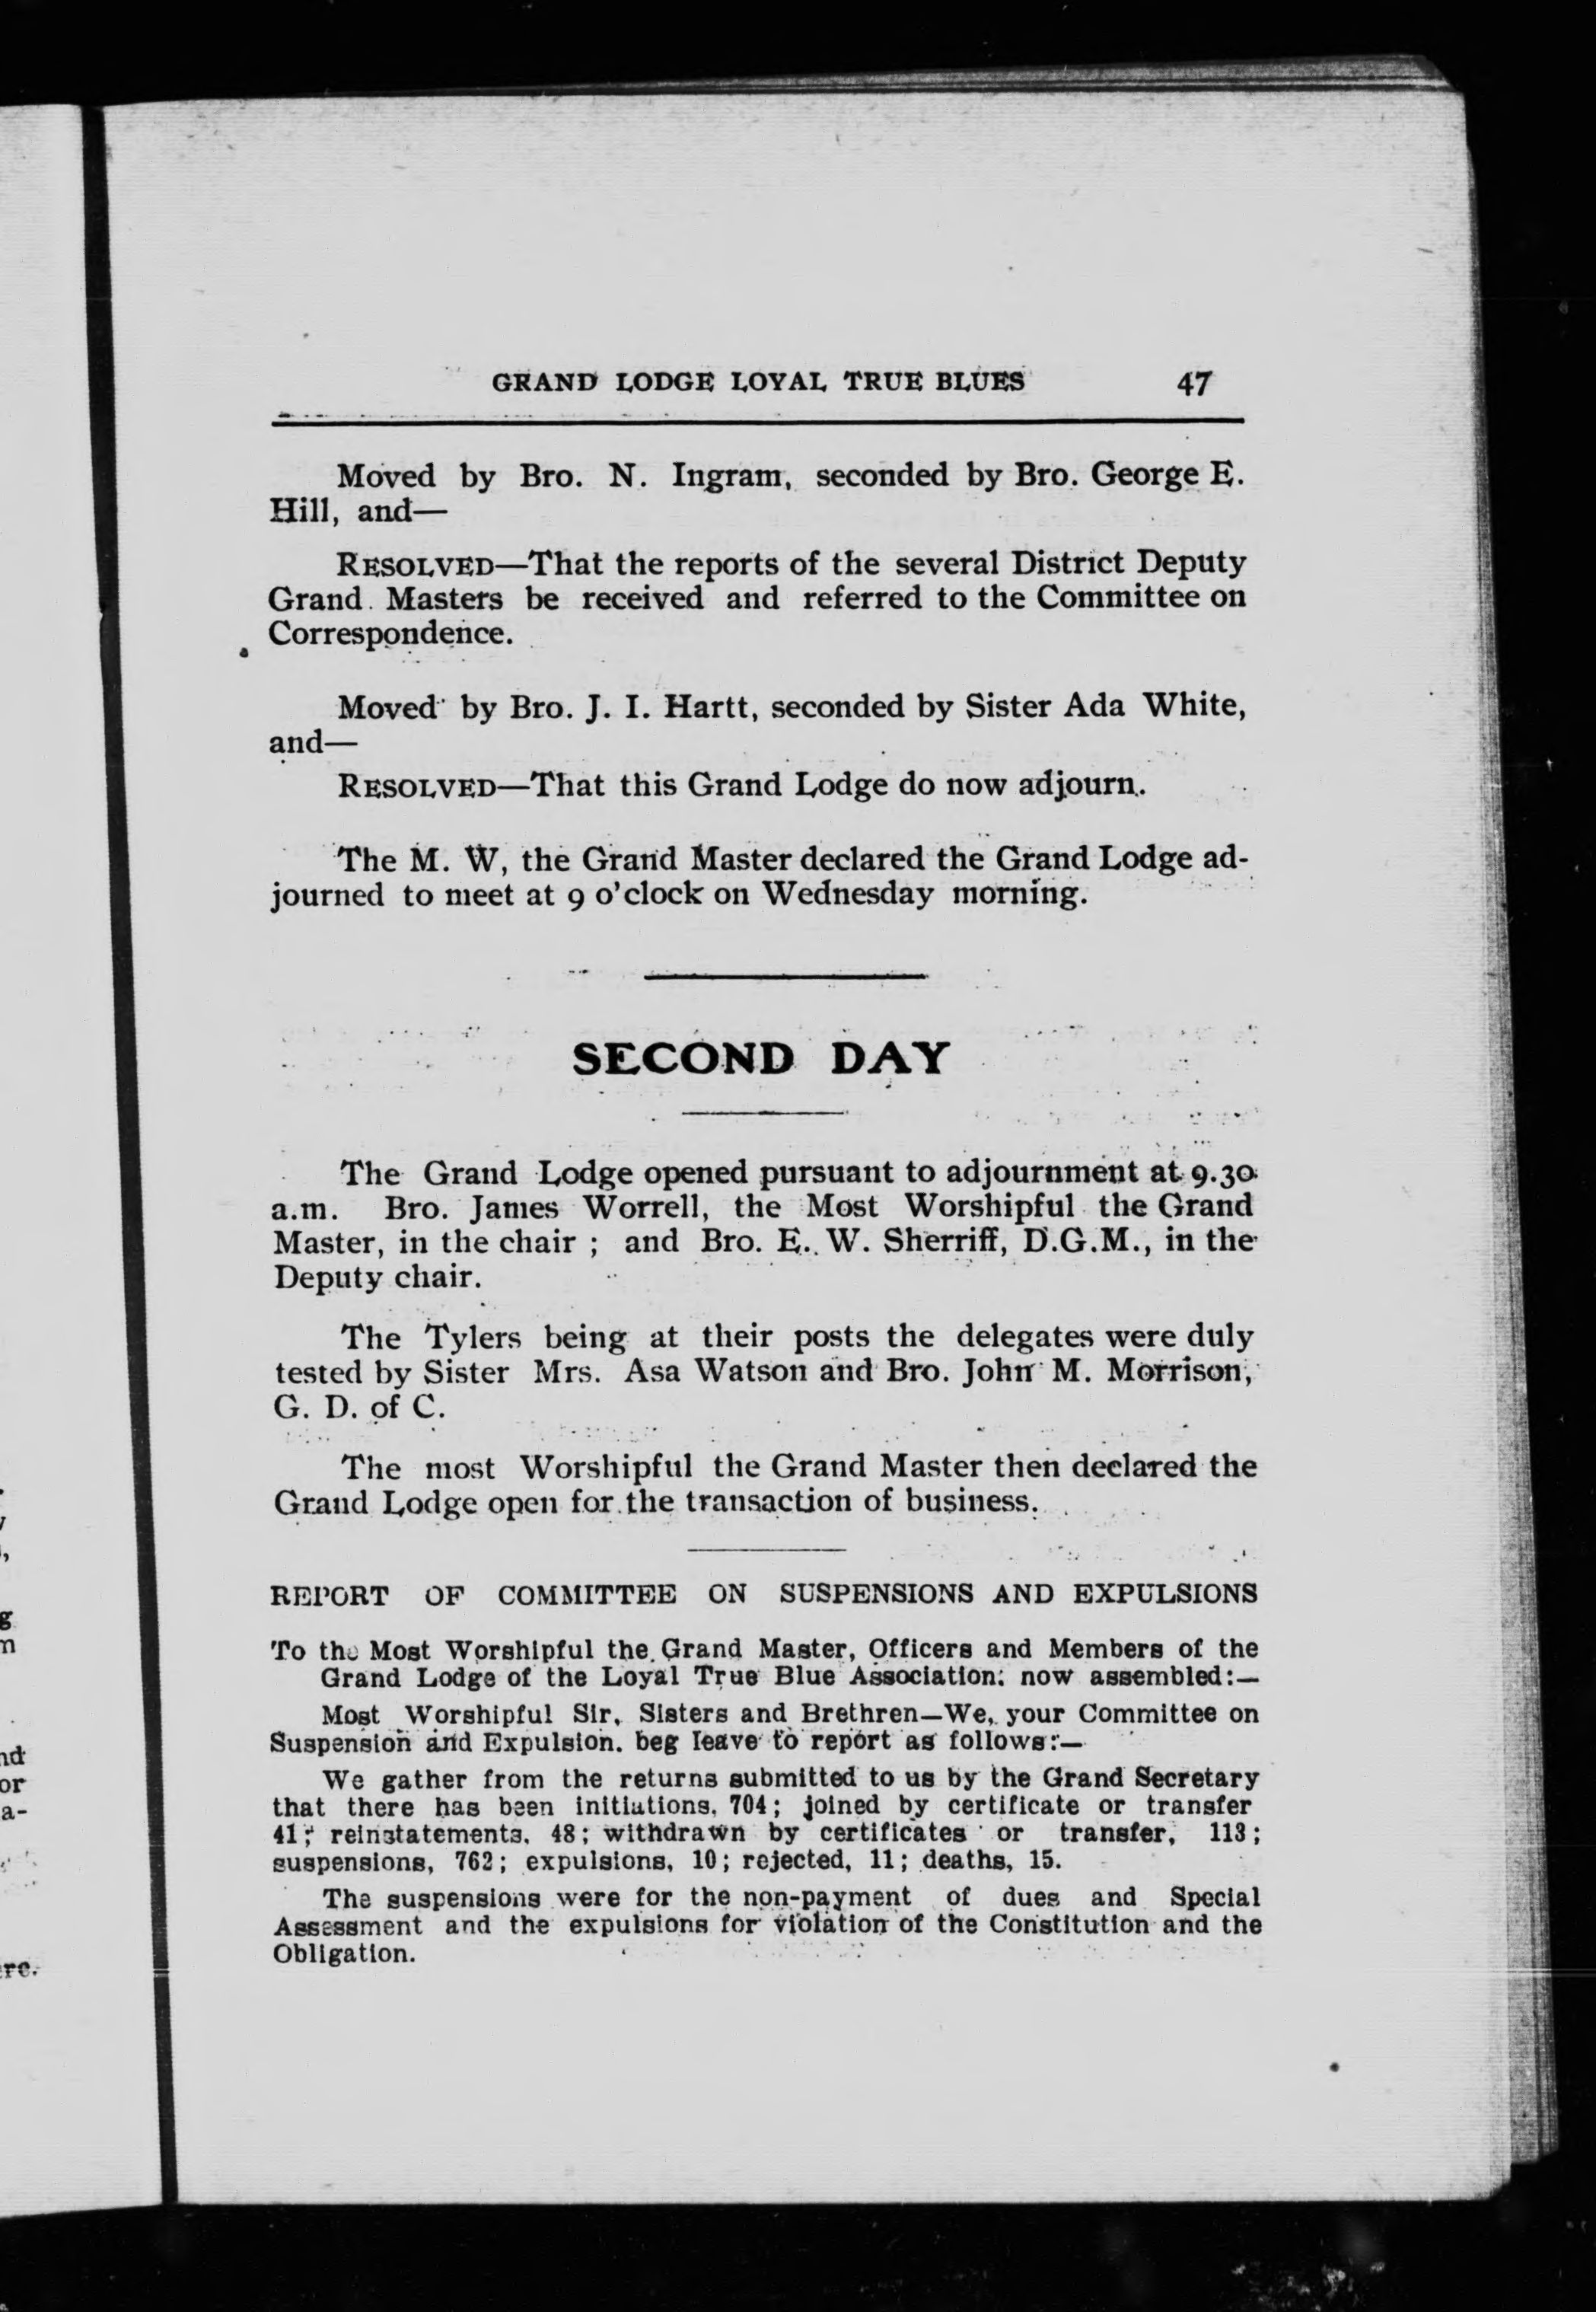 GRAND LODGE LOYAL TRUE BLUES 47
Moved by Bro. N. Ingram, seconded by Bro. George E.
Hill, and—
RESOLVED—That the reports of the several District Deputy
Grand Masters be received and referred to the Committee on
Correspondence.
Moved by Bro. J. I. Hartt, seconded by Sister Ada White,
and—
RESOLVED—That this Grand Lodge do now adjourn.
The M. W, the Grand Master declared the Grand Lodge ad-
journed to meet at 9 o'clock on Wednesday morning.
SECOND DAY
The Grand Lodge opened pursuant to adjournment at 9.30
a.m. Bro. James Worrell, the Most Worshipful the Grand
Master, in the chair ; and Bro. E. W. Sherriff, D.G.M., in the
Deputy chair.
The Tylers being at their posts the delegates were duly
tested by Sister Mrs. Asa Watson and Bro. John M. Morrison,
G. D. of C.
The most Worshipful the Grand Master then declared the
Grand Lodge open for the transaction of business.
REPORT OF COMMITTEE ON SUSPENSIONS AND EXPULSIONS
To the Most Worshipful the Grand Master, Officers and Members of the
Grand Lodge of the Loyal True Blue Association: now assembled:—
Most Worshipful Sir, Sisters and Brethren—We, your Committee on
Suspension and Expulsion. beg leave to report as follows:—
We gather from the returns submitted to us by the Grand Secretary
that there has been initiations, 704; joined by certificate or transfer
41; reinstatements, 48; withdrawn by certificates or transfer, 113;
suspensions, 762; expulsions, 10; rejected, 11; deaths, 15.
The suspensions were for the non-payment of dues and Special
Assessment and the expulsions for violation of the Constitution and the
Obligation.